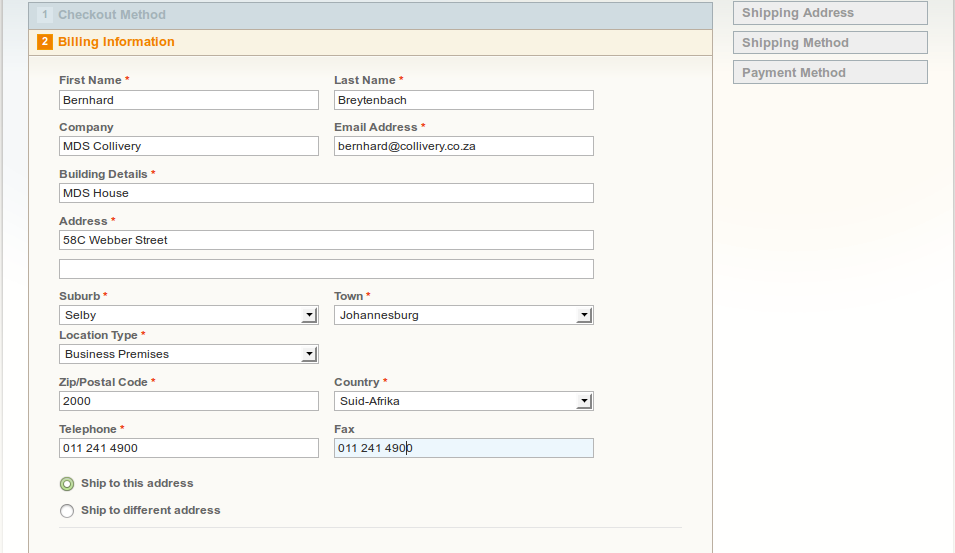 1 Checkout Method
2 Billing Information
First Name * Last Name *
Bernhard Breytenbach
Company Email Address *
MDS Collivery bernhard@collivery.co.za
Building Details *
MDS House
Address *
58C Webber Street
Suburb * Town *
Selby Johannesburg
Location Type *
Business Premises
Zip/Postal Code * Country *
2000 Suid-Afrika
Telephone * Fax
011 241 4900 011 241 4900
Ship to this address
Ship to different address
Shipping Address
Shipping Method
Payment Method